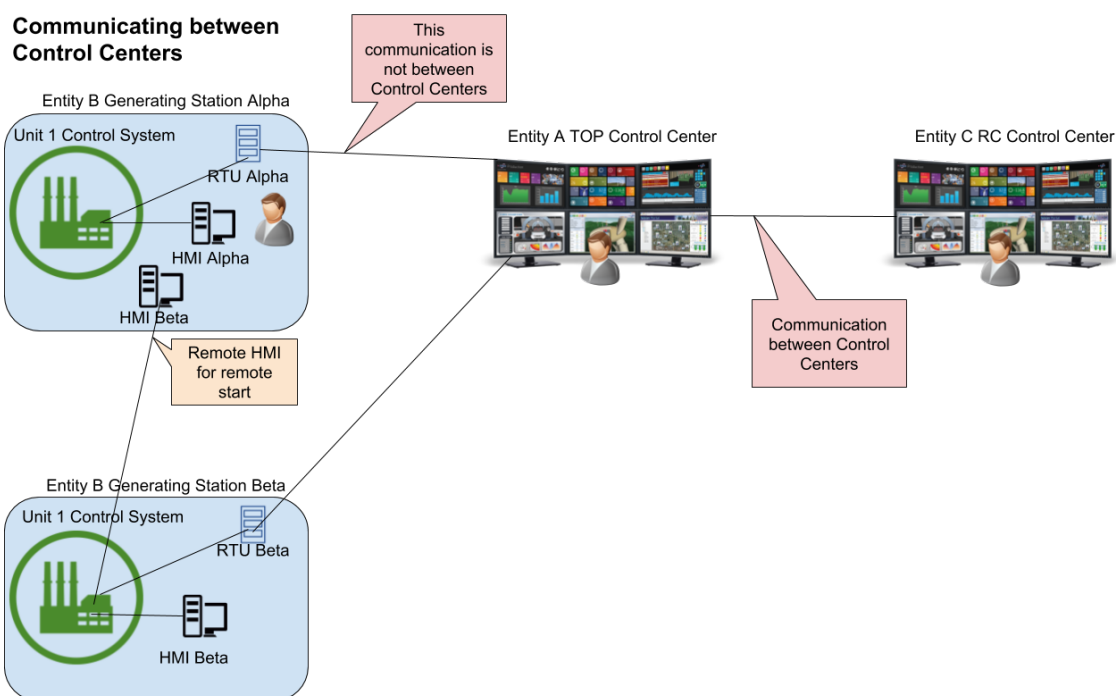 Communicating between
Control Centers
This
communication is
not between
Control Centers
Entity B Generating Station Alpha
Unit 1 Control System
RTU Alpha
HMI Alpha
HMI Beta
Entity A TOP Control Center
Entity C RC Control Center
Remote HMI
for remote
start
Communication
between Control
Centers
Entity B Generating Station Beta
Unit 1 Control System
RTU Beta
HMI Beta